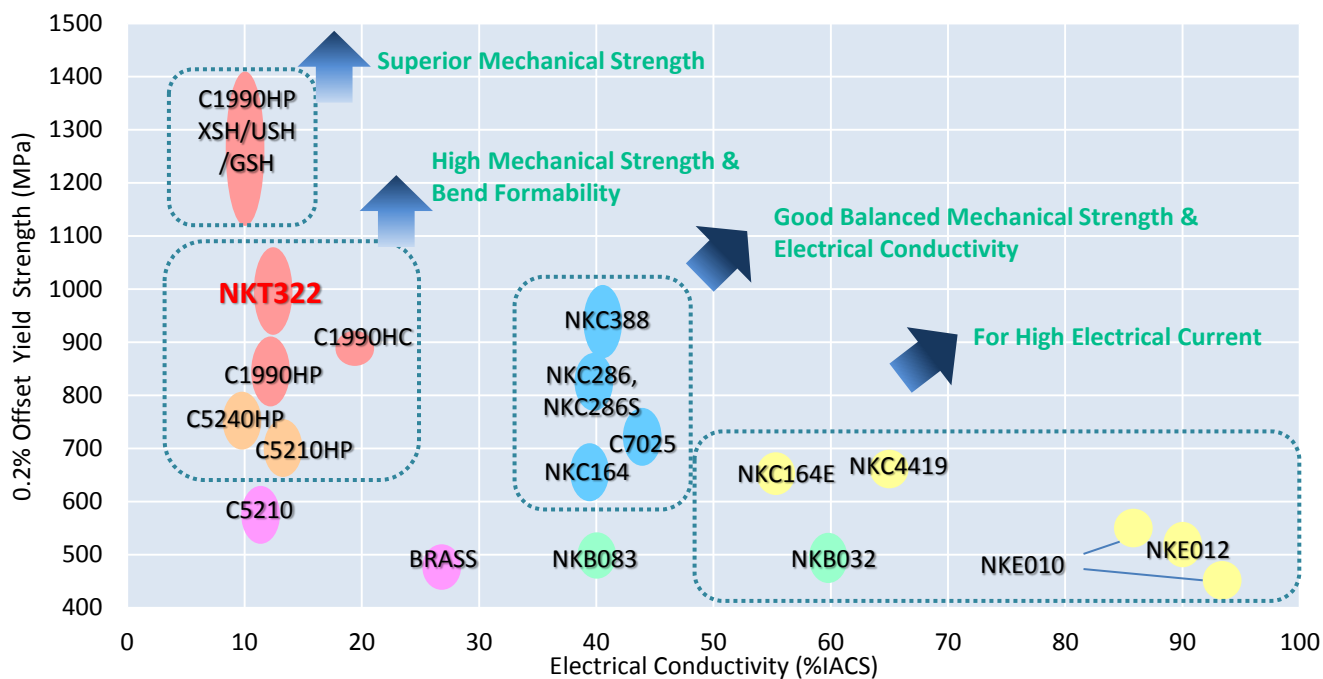 1500
1400
1300
1200
1100
1000
900
800
700
600
500
400
0.2% Offset Yield Strength (MPa)
Superior Mechanical Strength
C1990HP
XSH/USH
/GSH
High Mechanical Strength &
Bend Formability
Good Balanced Mechanical Strength &
Electrical Conductivity
For High Electrical Current
NKT322
C1990HC
C1990HP
C5240HP
C5210HP
C5210
BRASS
NKC388
NKC286,
NKC286S
C7025
NKC164
NKB083
NKC164E
NKC4419
NKB032
NKE010
NKE012
0
10
20
30
40
50
60
70
80
90
100
Electrical Conductivity (%IACS)